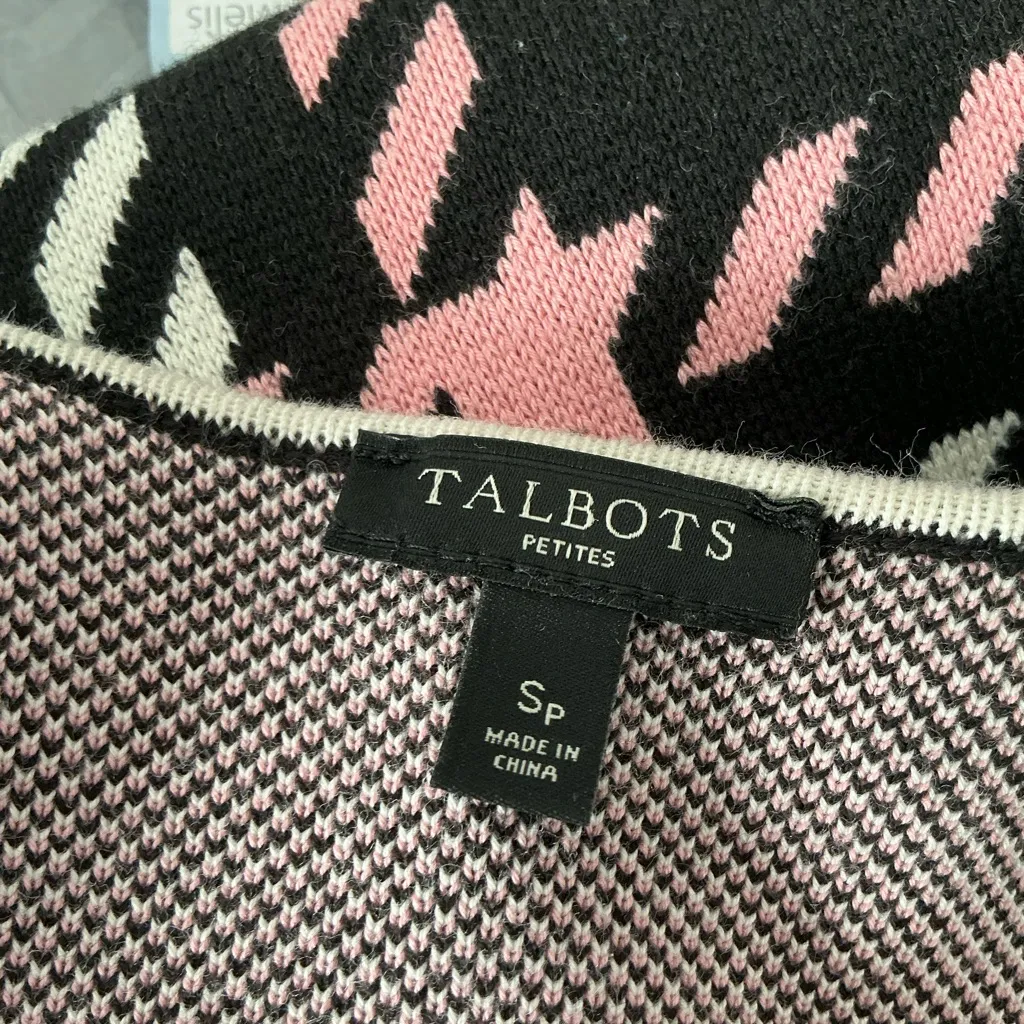 TALBOTS
PETITES
SP
MADE IN
CHINA